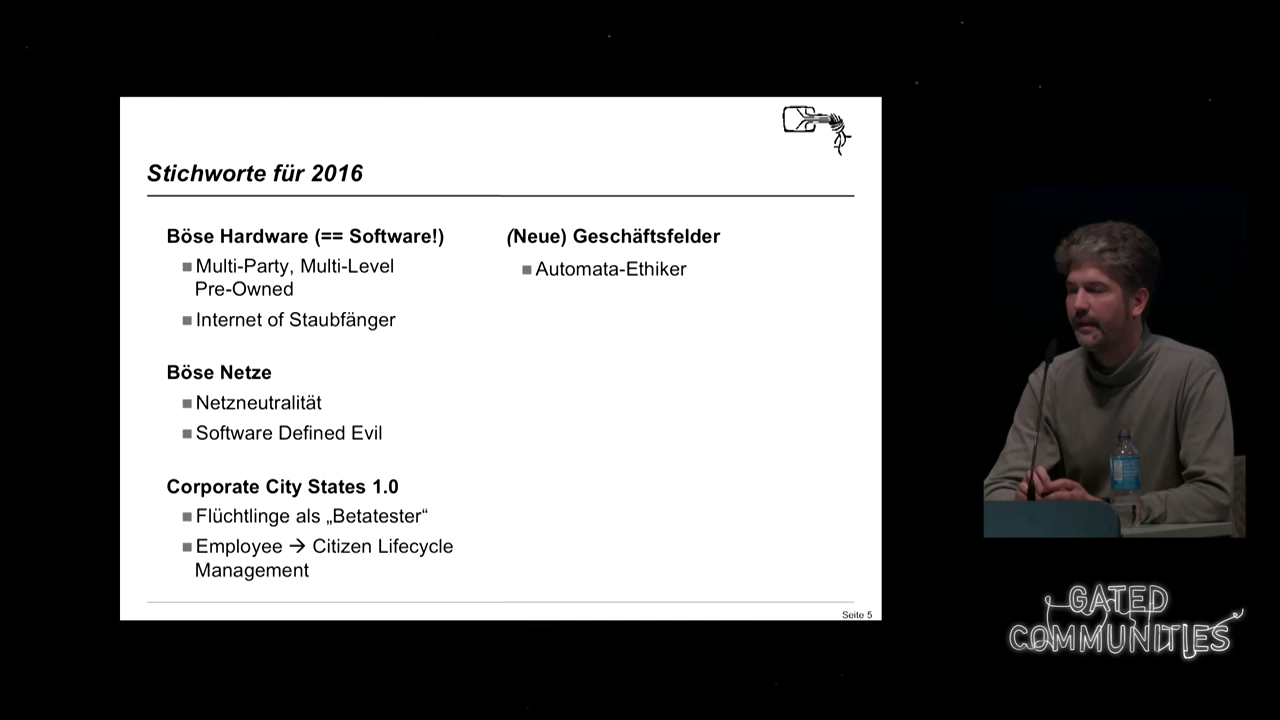 Stichworte für 2016
Böse Hardware (== Software!)
Multi-Party, Multi-Level
Pre-Owned
Internet of Staubfänger
Böse Netze
Netzneutralität
Software Defined Evil
Corporate City States 1.0
Flüchtlinge als „Betatester“
Employee → Citizen Lifecycle
Management
(Neue) Geschäftsfelder
Automata-Ethiker
Seite 5
GATED
COMMUNITIES